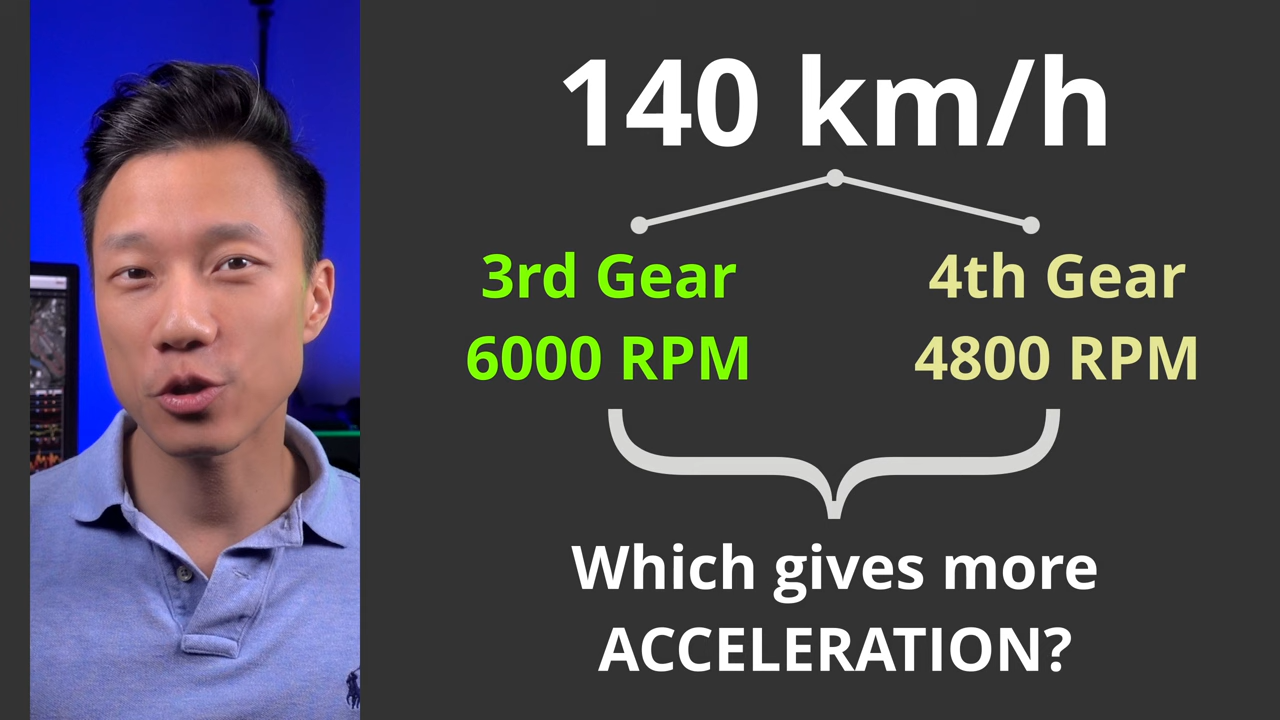 140 km/h
3rd Gear
6000 RPM
4th Gear
4800 RPM
Which gives more
ACCELERATION?